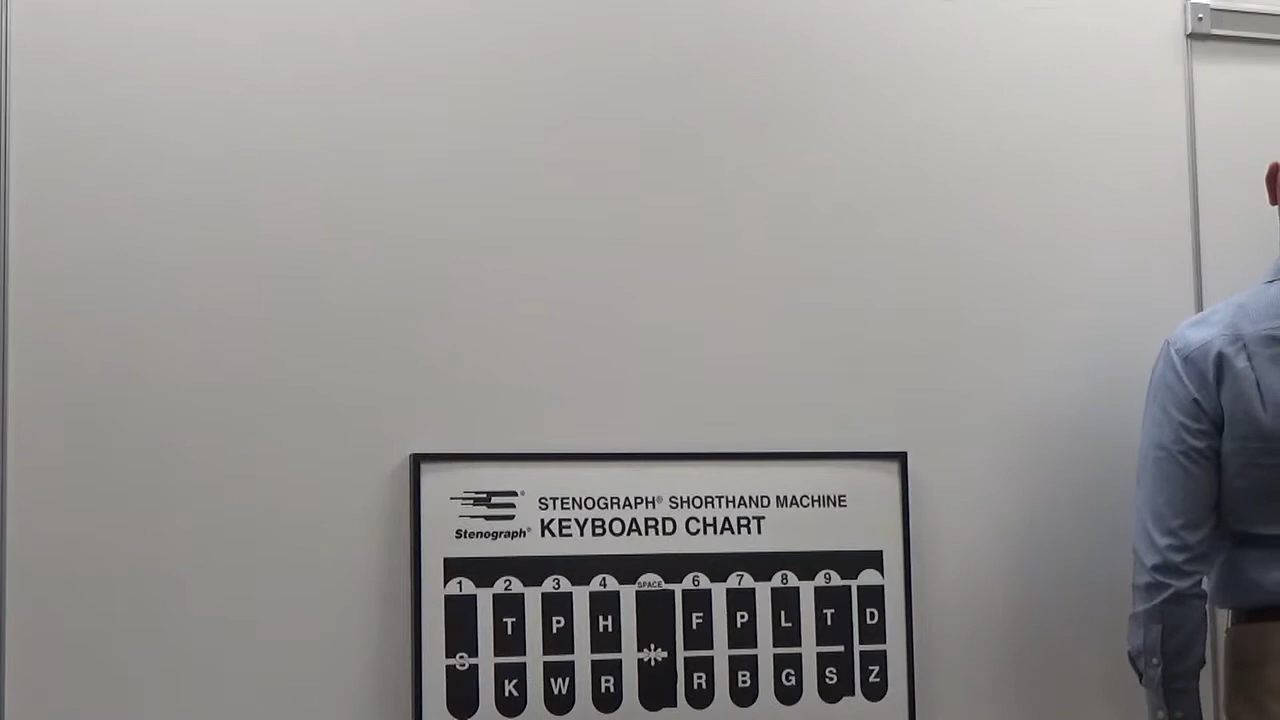 STENOGRAPH® SHORTHAND MACHINE
Stenograph® KEYBOARD CHART
1 2 3 4 SPACE 6 7 8 9
T P H F P L T D
S *
K W R R B G S Z